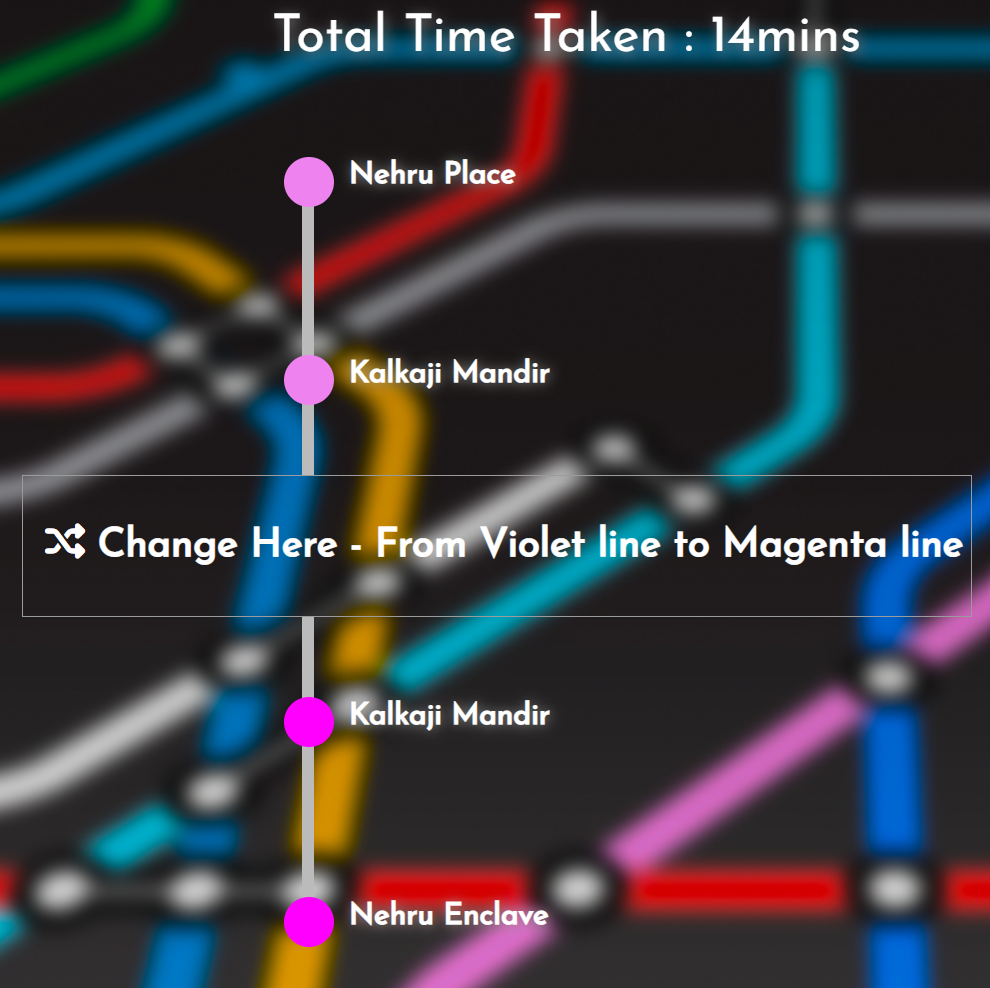 Total Time Taken : 14mins
Nehru Place
Kalkaji Mandir
Change Here - From Violet line to Magenta line
Kalkaji Mandir
Nehru Enclave